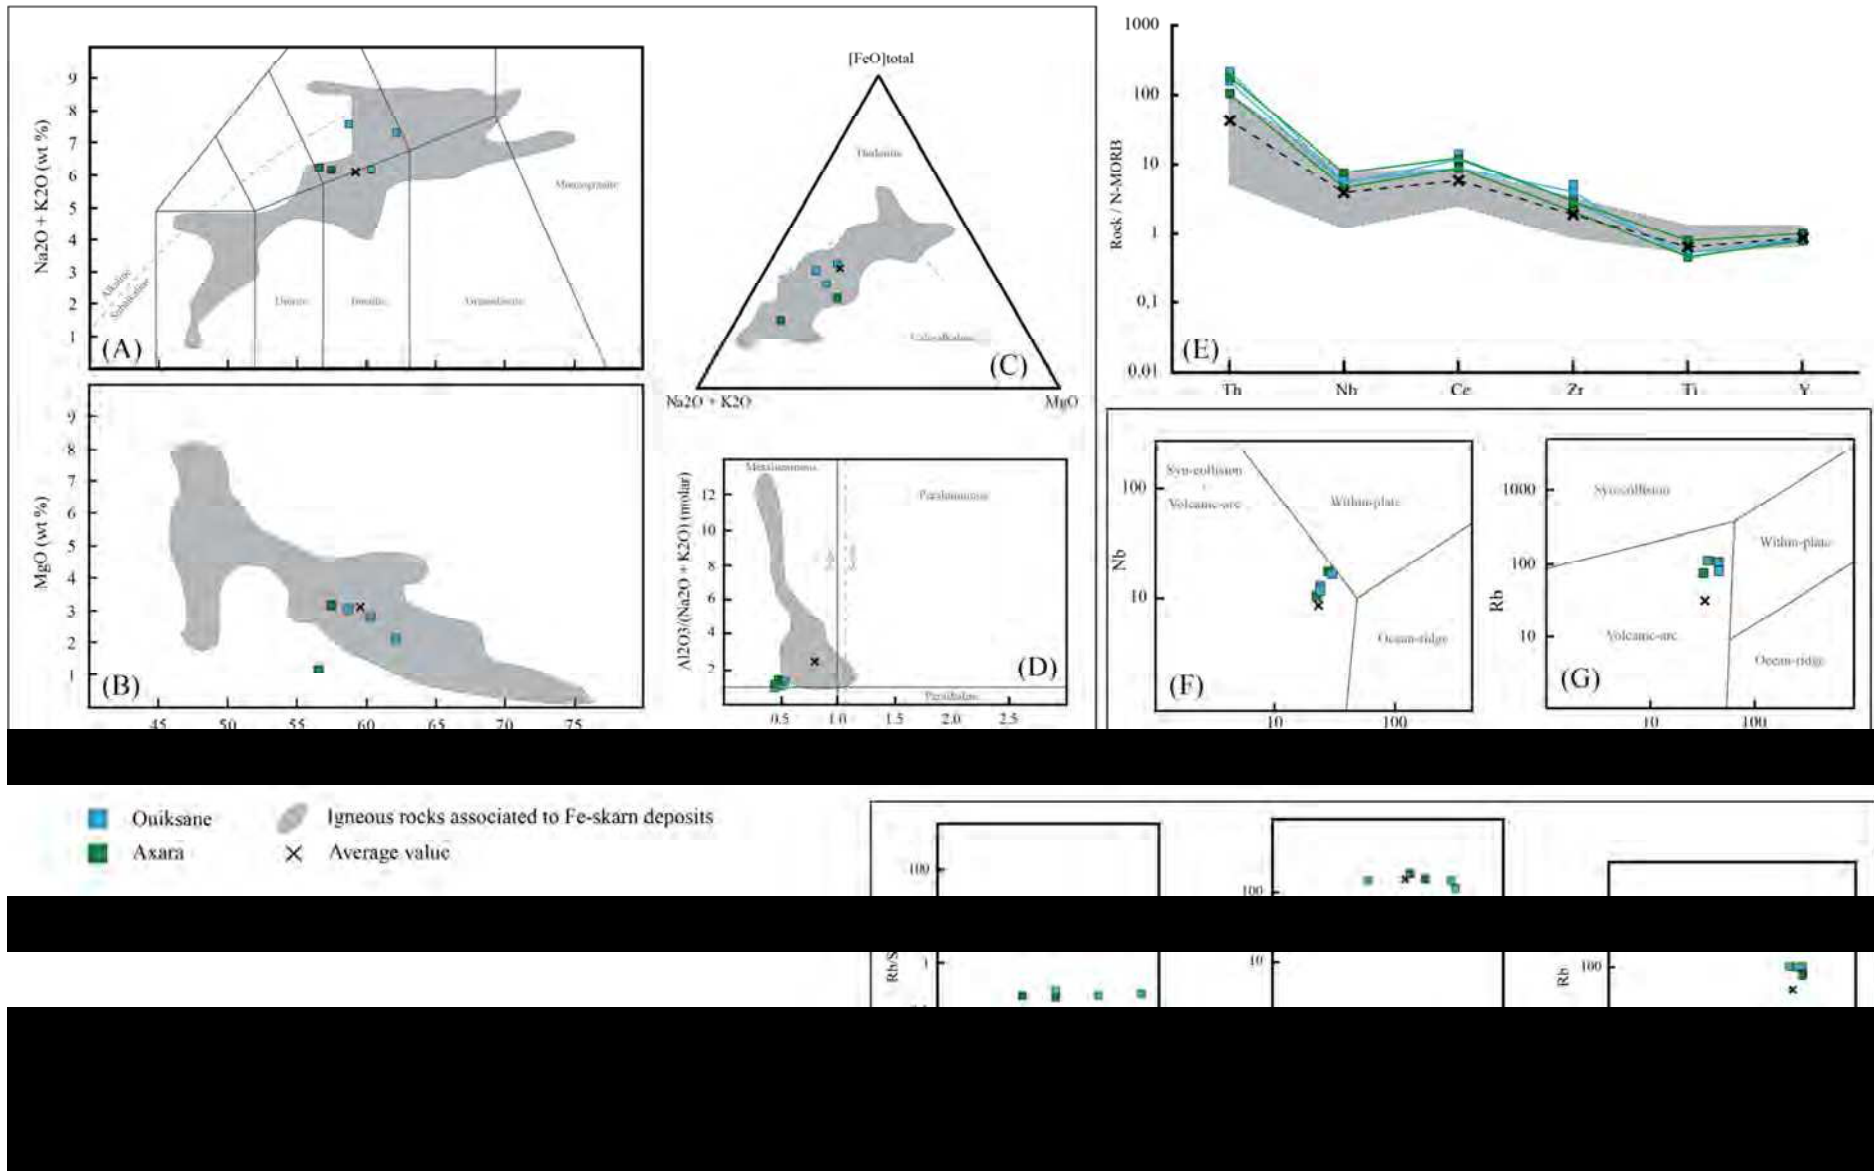 Na2O + K2O (wt %)
9
8
7
6
5
4
3
2
1
Alkaline
Subalkaline
Diorite
Granodiorite
Monzogranite
(A)
MgO (wt %)
9
8
7
6
5
4
3
2
1
(B)
45
50
55
60
65
70
75
[FeO]total
Tholeiitic
Calcalkaline
(C)
Na2O + K2O
MgO
Al2O3/(Na2O + K2O) (molar)
12
10
8
6
4
2
Metaluminous
Peraluminous
Peralkaline
(D)
0.5
1.0
1.5
2.0
2.5
Rock / N-MORB
1000
100
10
1
0,1
0.01
(E)
Th
Nb
Ce
Zr
Ti
Y
Nb
100
10
Syn-collision
Volcanic-arc
Within-plate
Ocean-ridge
(F)
10
100
Rb
1000
100
10
Syn-collision
Within-plate
Volcanic-arc
Ocean-ridge
(G)
10
100
Ouiksane
Igneous rocks associated to Fe-skarn deposits
Axara
Average value
100
1
100
10
Rb
100